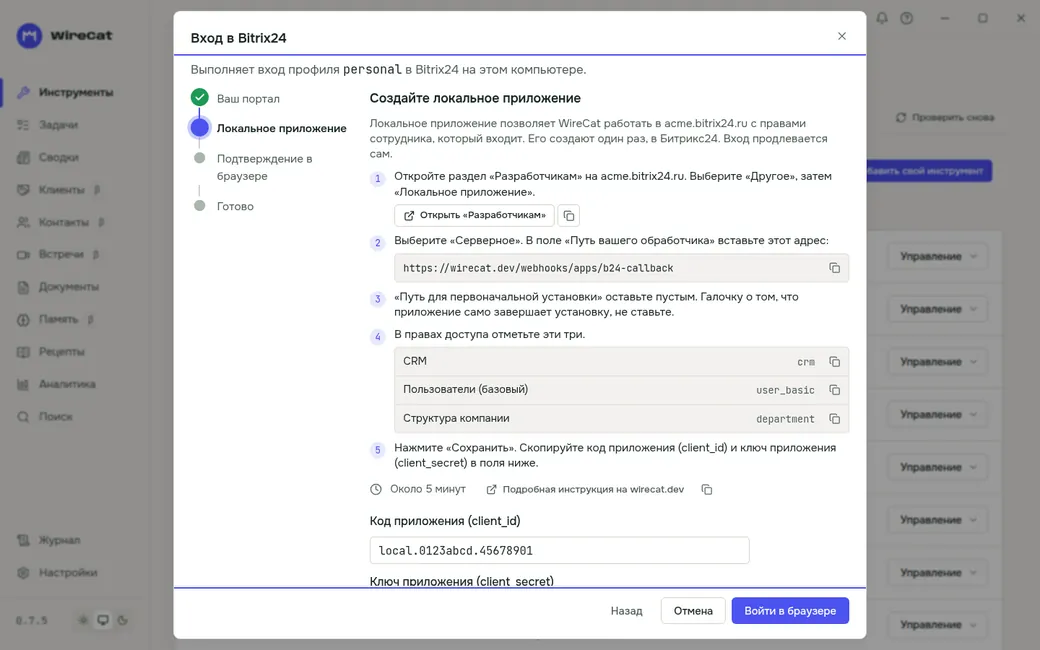 wirecat
Инструменты
Задачи
Сводки
Клиенты β
Контакты β
Встречи β
Документы
Память β
Рецепты
Аналитика
Поиск
Журнал
Настройки
0.7.5
Проверить снова
бавить свой инструмент
Управление
Управление
Управление
Управление
Управление
Управление
Управление
Управление
Вход в Bitrix24
Выполняет вход профиля personal в Bitrix24 на этом компьютере.
Ваш портал
Локальное приложение
Подтверждение в
браузере
Готово
Создайте локальное приложение
Локальное приложение позволяет WireCat работать в acme.bitrix24.ru с правами
сотрудника, который входит. Его создают один раз, в Битрикс24. Вход продлевается
сам.
1 Откройте раздел «Разработчикам» на acme.bitrix24.ru. Выберите «Другое», затем
«Локальное приложение».
Открыть «Разработчикам»
2 Выберите «Серверное». В поле «Путь вашего обработчика» вставьте этот адрес:
https://wirecat.dev/webhooks/apps/b24-callback
3 «Путь для первоначальной установки» оставьте пустым. Галочку о том, что
приложение само завершает установку, не ставьте.
4 В правах доступа отметьте эти три.
CRM crm
Пользователи (базовый) user_basic
Структура компании department
5 Нажмите «Сохранить». Скопируйте код приложения (client_id) и ключ приложения
(client_secret) в поля ниже.
Около 5 минут Подробная инструкция на wirecat.dev
Код приложения (client_id)
local.0123abcd.45678901
Ключ приложения (client_secret)
Назад Отмена Войти в браузере